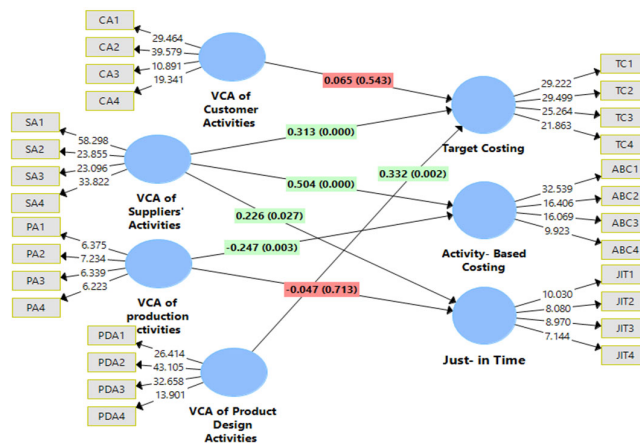 CA1
CA2
CA3
CA4
29.464
39.579
10.891
19.341
VCA of
Customer
Activities
0.065 (0.543)
SA1
SA2
SA3
SA4
58.298
23.855
23.096
33.822
VCA of
Suppliers'
Activities
0.313 (0.000)
0.504 (0.000)
0.226 (0.027)
PA1
PA2
PA3
PA4
6.375
7.234
6.339
6.223
VCA of
production
ctivities
-0.247 (0.003)
-0.047 (0.713)
PDA1
PDA2
PDA3
PDA4
26.414
43.105
32.658
13.901
VCA of Product
Design
Activities
0.332 (0.002)
Target Costing
29.222
29.499
25.264
21.863
TC1
TC2
TC3
TC4
Activity- Based
Costing
32.539
16.406
16.069
9.923
ABC1
ABC2
ABC3
ABC4
Just- in Time
10.030
8.080
8.970
7.144
JIT1
JIT2
JIT3
JIT4